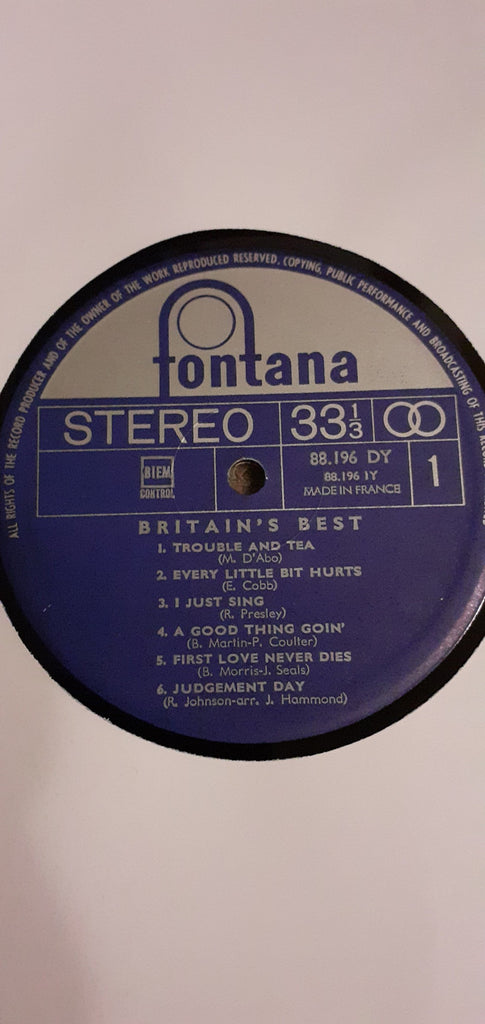 ALL RIGHTS OF THE RECORD PRODUCER AND OF THE OWNER OF THE WORK REPRODUCED RESERVED. COPYING, PUBLIC PERFORMANCE AND BROADCASTING OF THIS
fontana
STEREO 33 1/3
BIEM
CONTROL
88.196 DY
88.196 1Y
MADE IN FRANCE
1
BRITAIN'S BEST
1. TROUBLE AND TEA
(M. D'Abo)
2. EVERY LITTLE BIT HURTS
(E. Cobb)
3. I JUST SING
(R. Presley)
4. A GOOD THING GOIN'
(B. Martin-P. Coulter)
5. FIRST LOVE NEVER DIES
(B. Morris-J. Seals)
6. JUDGEMENT DAY
(R. Johnson-arr. J. Hammond)